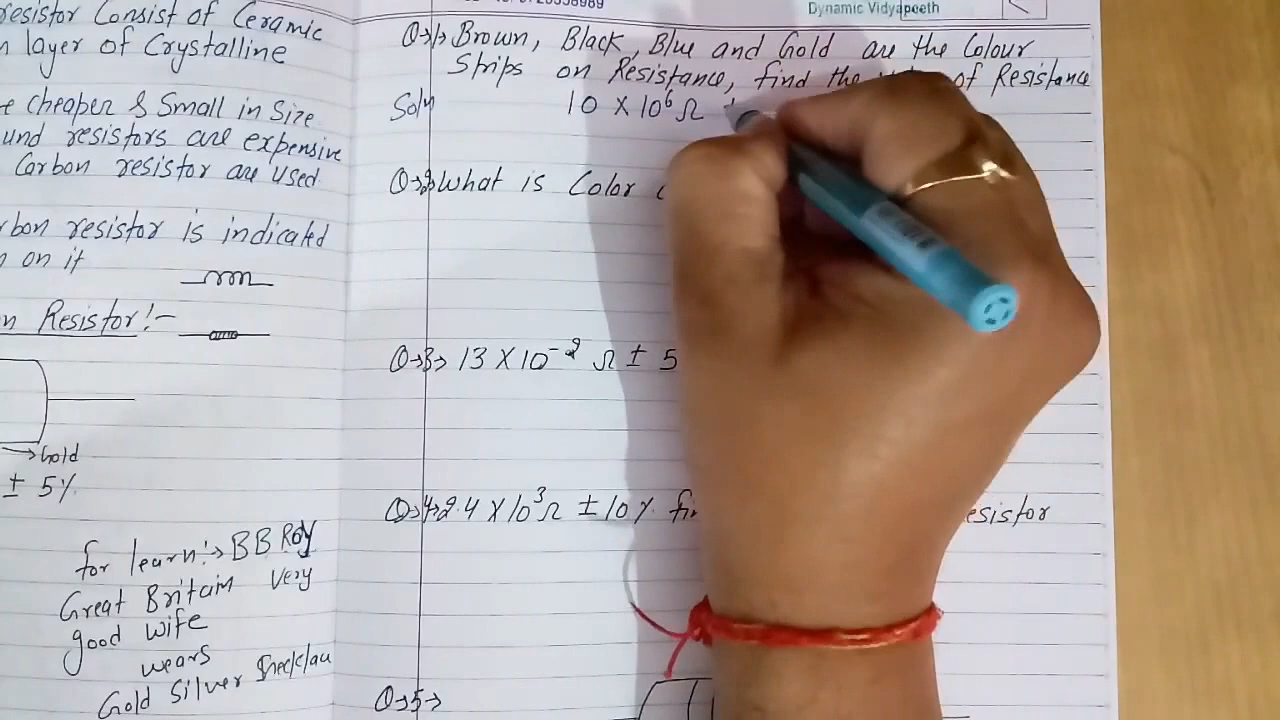 resistor Consist of Ceramic
layer of Crystalline
cheaper & Small in Size
und resistors are expensive
Carbon resistor are used
bon resistor is indicated
on it
Resistor:-
→Gold
± 5%
for learn:→ BB Roy
Great Britain Very
good wife
wears
Gold Silver
Dynamic Vidyapeeth
Q→1→ Brown, Black, Blue and Gold are the Colour
Strips on Resistance, find the of Resistance
Soln 10 × 10⁶ Ω
What is Color
Q→3→ 13 × 10⁻² Ω ± 5
Q→4→ 2.4 × 10³ Ω ± 10% esistor
Q→5→